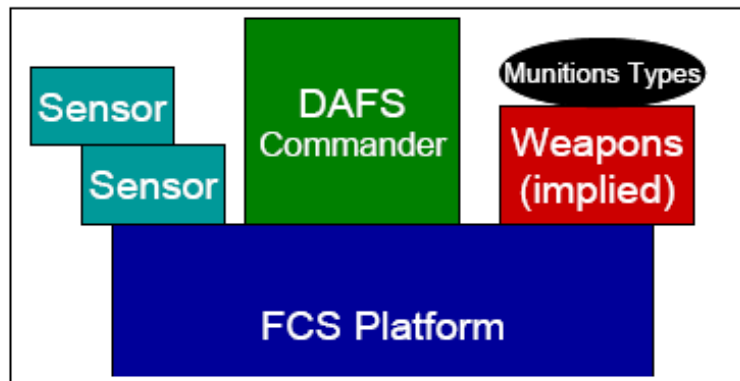 Sensor
Sensor
DAFS
Commander
Munitions Types
Weapons
(implied)
FCS Platform